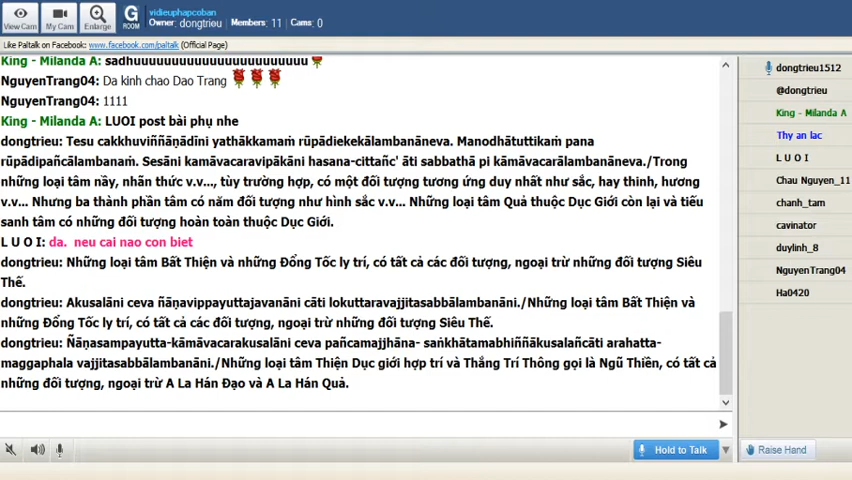 View Cam
My Cam
Enlarge
G
ROOM
vidieuphapcoban
Owner: dongtrieu   Members: 11   Cams: 0
Like Paltalk on Facebook: www.facebook.com/paltalk (Official Page)
King - Milanda A: sadhuuuuuuuuuuuuuuuuuuuuuuu
NguyenTrang04: Da kinh chao Dao Trang
NguyenTrang04: 1111
King - Milanda A: LUOI post bài phụ nhe
dongtrieu: Tesu cakkhuviññāṇādīni yathākkamaṁ rūpādiekekālambanāneva. Manodhātuttikaṁ pana
rūpādipañcālambanaṁ. Sesāni kamāvacaravipākāni hasana-cittañc' āti sabbathā pi kāmāvacarālambanāneva./Trong
những loại tâm nầy, nhãn thức v.v..., tùy trường hợp, có một đối tượng tương ứng duy nhất như sắc, hay thinh, hương
v.v... Nhưng ba thành phần tâm có năm đối tượng như hình sắc v.v... Những loại tâm Quả thuộc Dục Giới còn lại và tiếu
sanh tâm có những đối tượng hoàn toàn thuộc Dục Giới.
L U O I: da.  neu cai nao con biet
dongtrieu: Những loại tâm Bất Thiện và những Đổng Tốc ly trí, có tất cả các đối tượng, ngoại trừ những đối tượng Siêu
Thế.
dongtrieu: Akusalāni ceva ñāṇavippayuttajavanāni cāti lokuttaravajjitasabbālambanāni./Những loại tâm Bất Thiện và
những Đổng Tốc ly trí, có tất cả các đối tượng, ngoại trừ những đối tượng Siêu Thế.
dongtrieu: Ñāṇasampayutta-kāmāvacarakusalāni ceva pañcamajjhāna- saṅkhātamabhiññākusalañcāti arahatta-
maggaphala vajjitasabbālambanāni./Những loại tâm Thiện Dục giới hợp trí và Thắng Trí Thông gọi là Ngũ Thiền, có tất cả
những đối tượng, ngoại trừ A La Hán Đạo và A La Hán Quả.
dongtrieu1512
@dongtrieu
King - Milanda A
Thy an lac
L U O I
Chau Nguyen_11
chanh_tam
cavinator
duylinh_8
NguyenTrang04
Ha0420
Hold to Talk
Raise Hand